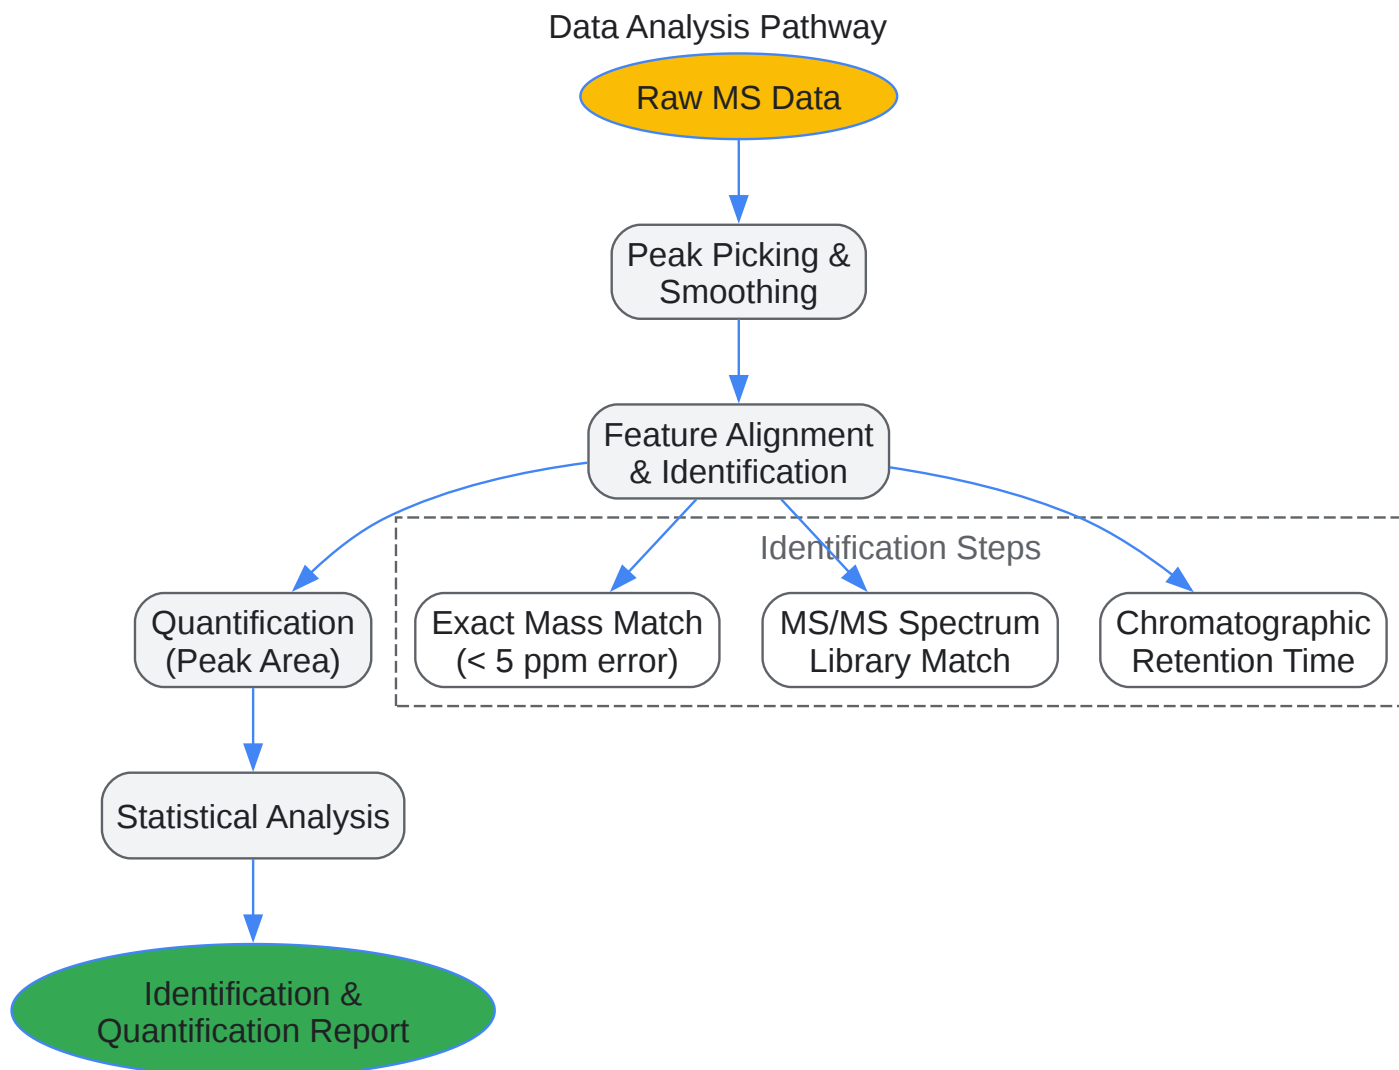 Data Analysis Pathway
Raw MS Data
Peak Picking &
Smoothing
Feature Alignment
& Identification
Identification Steps
Quantification
(Peak Area)
Exact Mass Match
(< 5 ppm error)
MS/MS Spectrum
Library Match
Chromatographic
Retention Time
Statistical Analysis
Identification &
Quantification Report